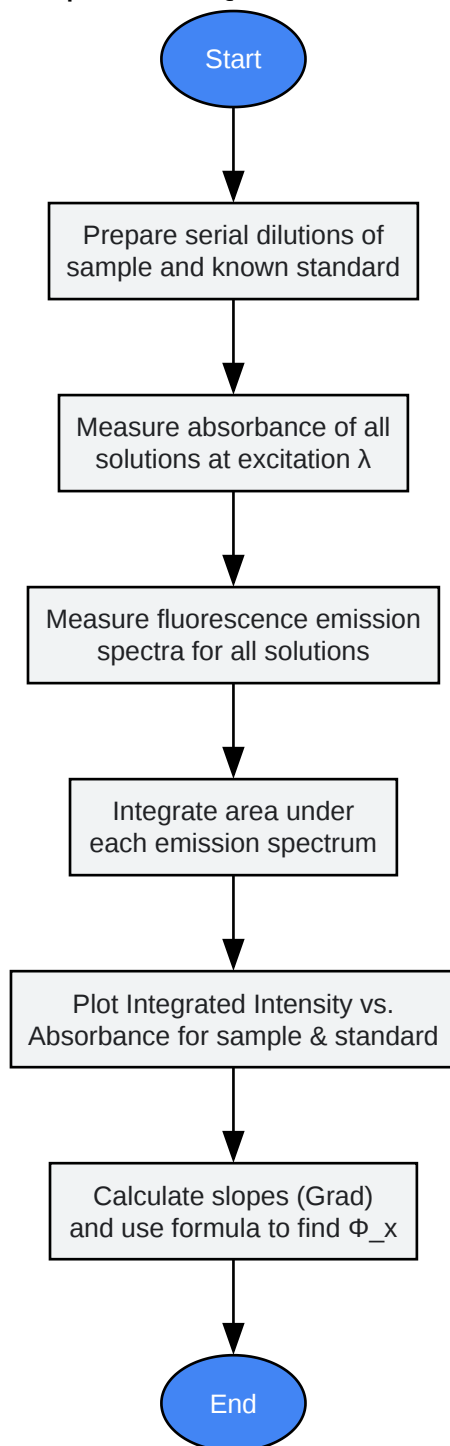 Start
Prepare serial dilutions of
sample and known standard
Measure absorbance of all
solutions at excitation λ
Measure fluorescence emission
spectra for all solutions
Integrate area under
each emission spectrum
Plot Integrated Intensity vs.
Absorbance for sample & standard
Calculate slopes (Grad)
and use formula to find Φ_x
End